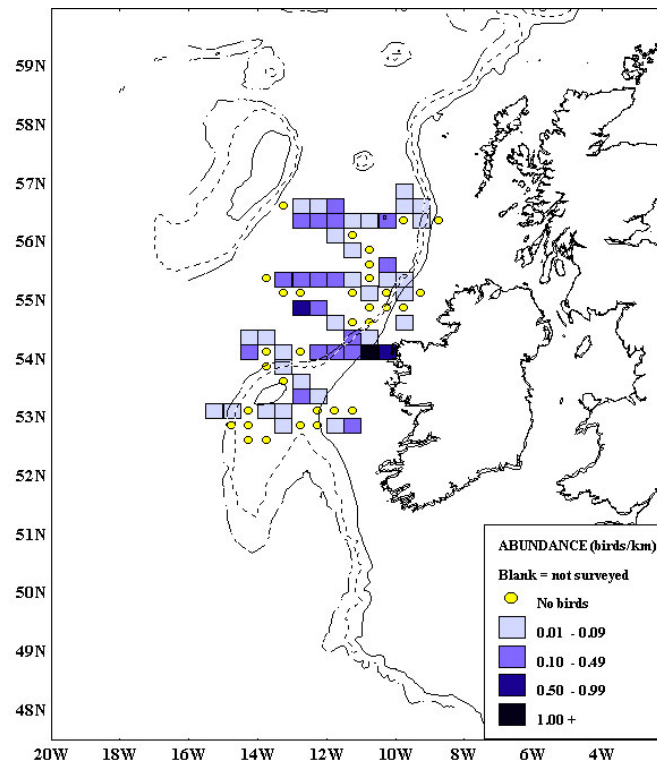 59N
58N
57N
56N
55N
54N
53N
52N
51N
50N
49N
48N
20W 18W 16W 14W 12W 10W 8W 6W 4W
ABUNDANCE (birds/km)
Blank = not surveyed
No birds
0.01 - 0.09
0.10 - 0.49
0.50 - 0.99
1.00 +